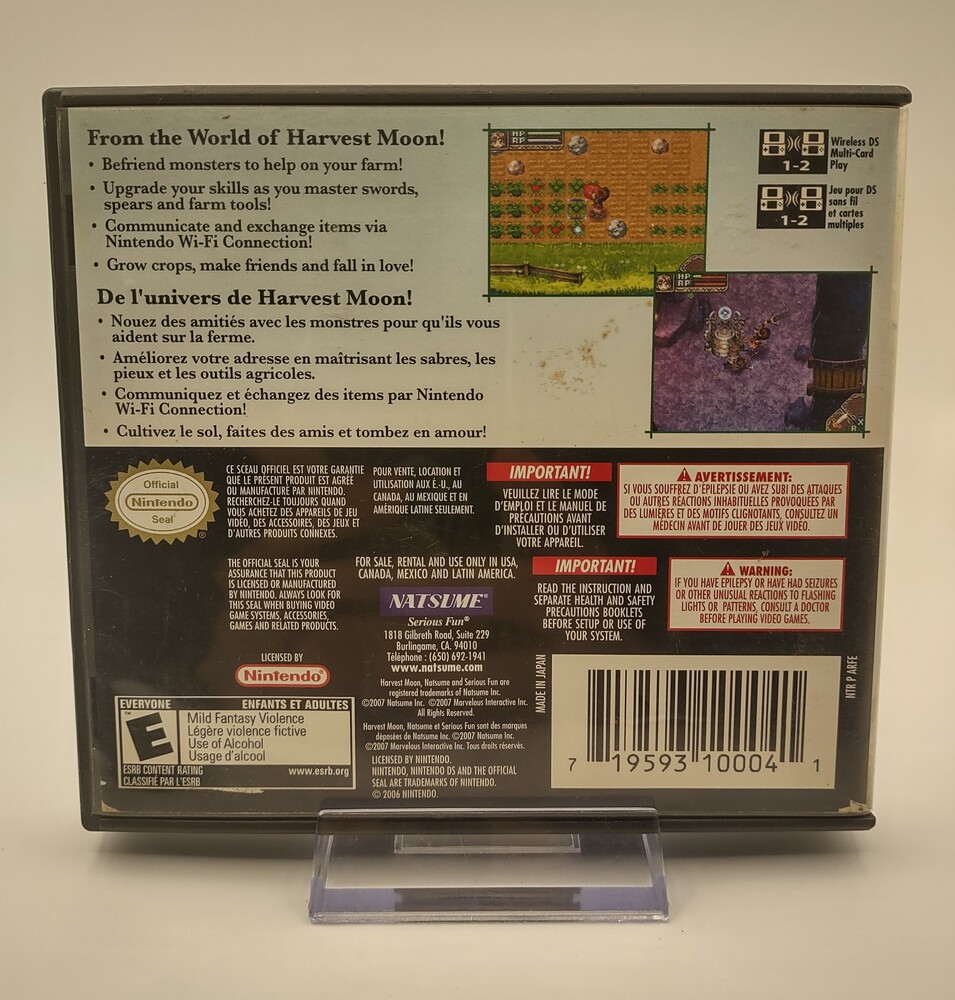 From the World of Harvest Moon!
• Befriend monsters to help on your farm!
• Upgrade your skills as you master swords,
spears and farm tools!
• Communicate and exchange items via
Nintendo Wi-Fi Connection!
• Grow crops, make friends and fall in love!
De l'univers de Harvest Moon!
• Nouez des amitiés avec les monstres pour qu'ils vous
aident sur la ferme.
• Améliorez votre adresse en maîtrisant les sabres, les
pieux et les outils agricoles.
• Communiquez et échangez des items par Nintendo
Wi-Fi Connection!
• Cultivez le sol, faites des amis et tombez en amour!
HP
RP
HP
RP
X
B
1-2
Wireless DS
Multi-Card
Play
1-2
Jeu pour DS
sans fil
et cartes
multiples
Official
Nintendo
Seal
®
CE SCEAU OFFICIEL EST VOTRE GARANTIE
QUE LE PRÉSENT PRODUIT EST AGRÉÉ
OU MANUFACTURÉ PAR NINTENDO.
RECHERCHEZ-LE TOUJOURS QUAND
VOUS ACHETEZ DES APPAREILS DE JEU
VIDÉO, DES ACCESSOIRES, DES JEUX ET
D'AUTRES PRODUITS CONNEXES.
POUR VENTE, LOCATION ET
UTILISATION AUX É.-U., AU
CANADA, AU MEXIQUE ET EN
AMÉRIQUE LATINE SEULEMENT.
IMPORTANT!
VEUILLEZ LIRE LE MODE
D'EMPLOI ET LE MANUEL DE
PRÉCAUTIONS AVANT
D'INSTALLER OU D'UTILISER
VOTRE APPAREIL.
AVERTISSEMENT:
SI VOUS SOUFFREZ D'ÉPILEPSIE OU AVEZ SUBI DES ATTAQUES
OU AUTRES RÉACTIONS INHABITUELLES PROVOQUÉES PAR
DES LUMIÈRES ET DES MOTIFS CLIGNOTANTS, CONSULTEZ UN
MÉDECIN AVANT DE JOUER DES JEUX VIDÉO.
THE OFFICIAL SEAL IS YOUR
ASSURANCE THAT THIS PRODUCT
IS LICENSED OR MANUFACTURED
BY NINTENDO. ALWAYS LOOK FOR
THIS SEAL WHEN BUYING VIDEO
GAME SYSTEMS, ACCESSORIES,
GAMES AND RELATED PRODUCTS.
FOR SALE, RENTAL AND USE ONLY IN USA,
CANADA, MEXICO AND LATIN AMERICA.
IMPORTANT!
READ THE INSTRUCTION AND
SEPARATE HEALTH AND SAFETY
PRECAUTIONS BOOKLETS
BEFORE SETUP OR USE OF
YOUR SYSTEM.
WARNING:
IF YOU HAVE EPILEPSY OR HAVE HAD SEIZURES
OR OTHER UNUSUAL REACTIONS TO FLASHING
LIGHTS OR PATTERNS, CONSULT A DOCTOR
BEFORE PLAYING VIDEO GAMES.
NATSUME®
Serious Fun®
1818 Gilbreth Road, Suite 229
Burlingame, CA. 94010
Téléphone : (650) 692-1941
www.natsume.com
Harvest Moon, Natsume and Serious Fun are
registered trademarks of Natsume Inc.
©2007 Natsume Inc. ©2007 Marvelous Interactive Inc.
All Rights Reserved.
Harvest Moon, Natsume et Serious Fun sont des marques
déposées de Natsume Inc. ©2007 Natsume Inc.
©2007 Marvelous Interactive Inc. Tous droits réservés.
LICENSED BY NINTENDO.
NINTENDO, NINTENDO DS AND THE OFFICIAL
SEAL ARE TRADEMARKS OF NINTENDO.
© 2006 NINTENDO.
LICENSED BY
Nintendo®
EVERYONE ENFANTS ET ADULTES
E
™
Mild Fantasy Violence
Légère violence fictive
Use of Alcohol
Usage d'alcool
ESRB CONTENT RATING www.esrb.org
CLASSIFIÉ PAR L'ESRB
MADE IN JAPAN
7 19593 10004 1
NTR P ARFE